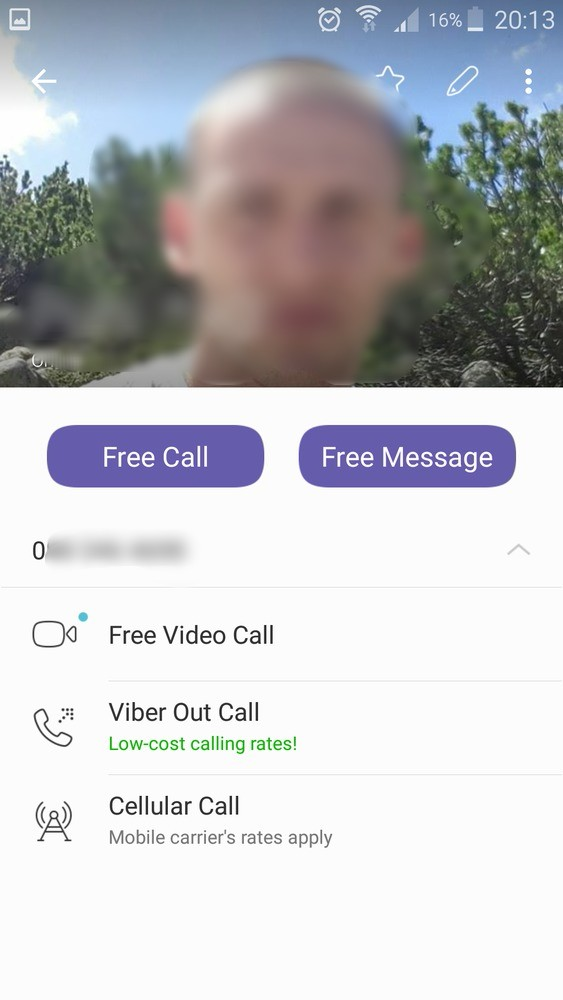 16% 20:13
Free Call
Free Message
0
Free Video Call
Viber Out Call
Low-cost calling rates!
Cellular Call
Mobile carrier's rates apply